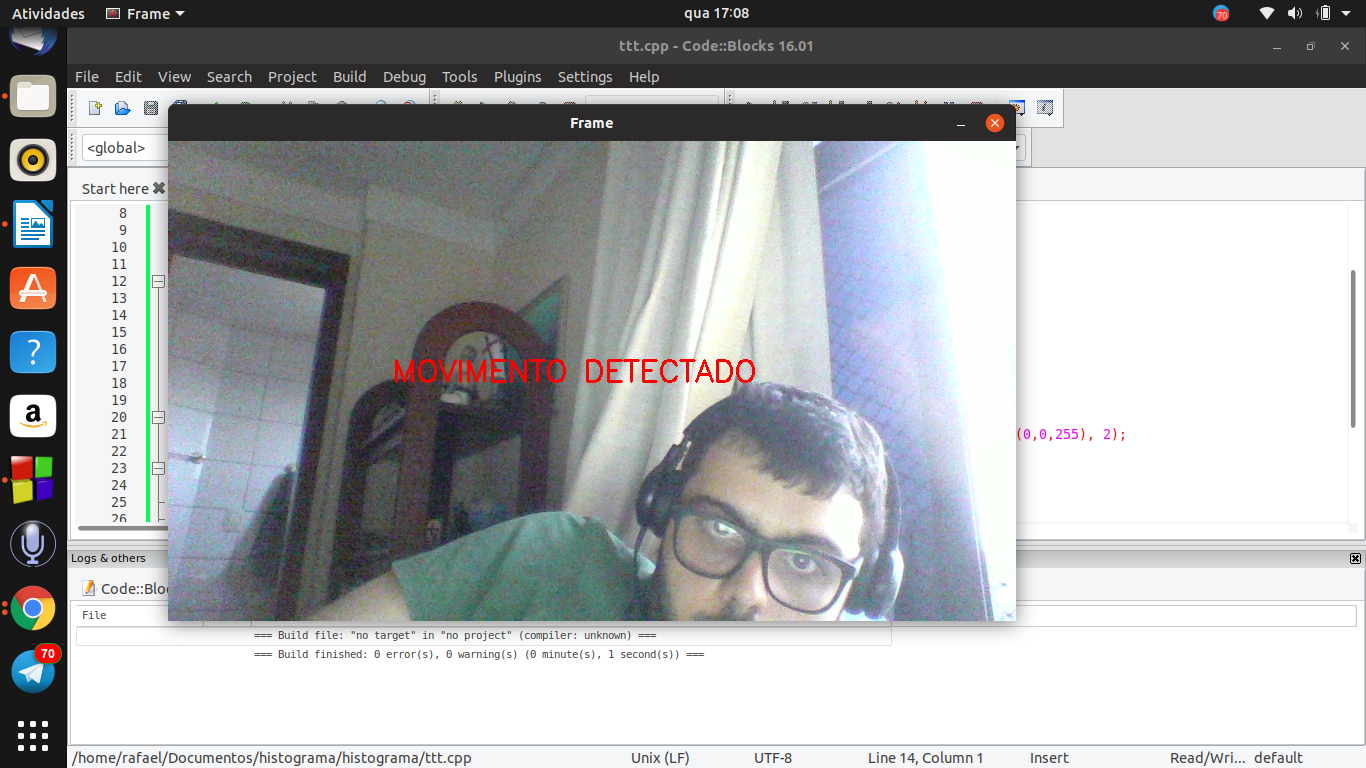 Atividades Frame qua 17:08 70
ttt.cpp - Code::Blocks 16.01
File Edit View Search Project Build Debug Tools Plugins Settings Help
Frame
<global>
Start here
8
9
10
11
12
13
14
15
16
17
18
19
20
21
22
23
24
25
26
MOVIMENTO DETECTADO
(0,0,255), 2);
Logs & others
Code::Blo
File
=== Build file: "no target" in "no project" (compiler: unknown) ===
=== Build finished: 0 error(s), 0 warning(s) (0 minute(s), 1 second(s)) ===
70
/home/rafael/Documentos/histograma/histograma/ttt.cpp Unix (LF) UTF-8 Line 14, Column 1 Insert Read/Wri... default